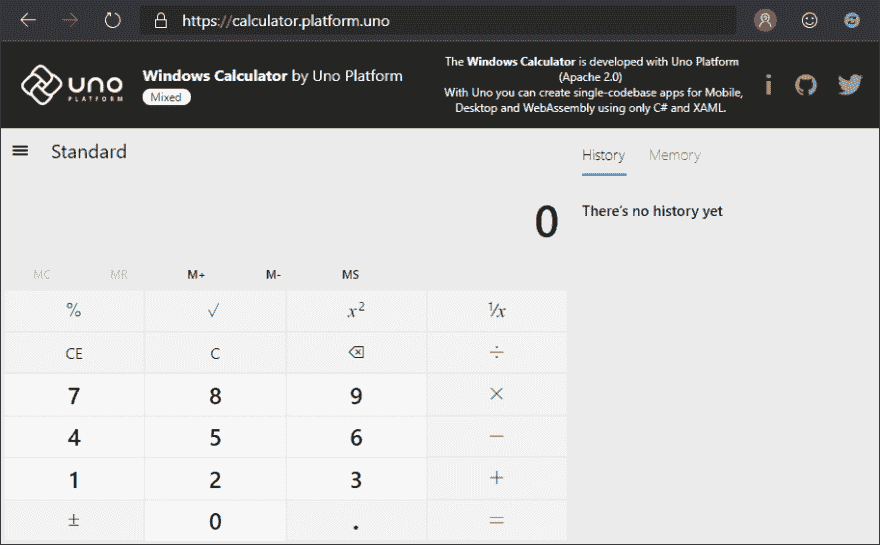 https://calculator.platform.uno
uno
PLATFORM
Windows Calculator by Uno Platform
Mixed
The Windows Calculator is developed with Uno Platform
(Apache 2.0)
With Uno you can create single-codebase apps for Mobile,
Desktop and WebAssembly using only C# and XAML.
i
Standard
History Memory
0
There's no history yet
MC MR M+ M- MS
% √ x² ¹/x
CE C ⌫ ÷
7 8 9 ×
4 5 6 −
1 2 3 +
± 0 . =